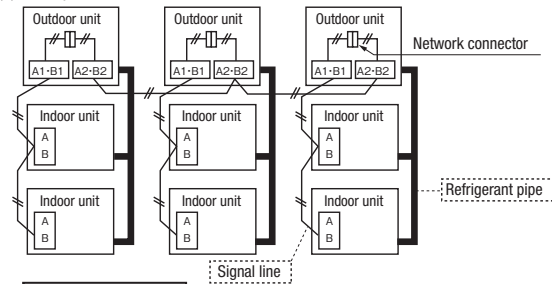 Outdoor unit Outdoor unit Outdoor unit
Network connector
A1·B1 A2·B2 A1·B1 A2·B2 A1·B1 A2·B2
Indoor unit Indoor unit Indoor unit
A A A
B B B
Indoor unit Indoor unit Indoor unit
Refrigerant pipe
A A A
B B B
Signal line